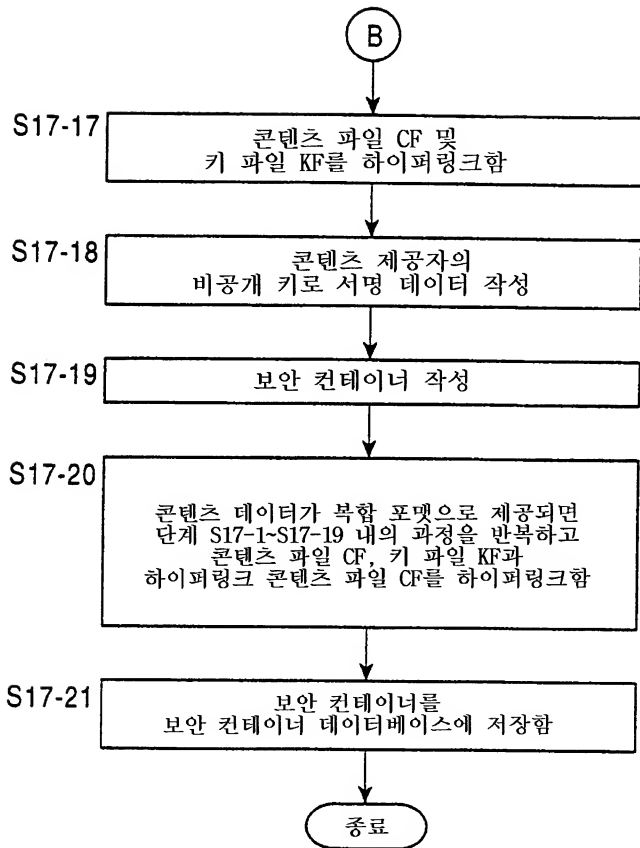 B
S17-17
콘텐츠 파일 CF 및
키 파일 KF를 하이퍼링크함
S17-18
콘텐츠 제공자의
비공개 키로 서명 데이터 작성
S17-19
보안 컨테이너 작성
S17-20
콘텐츠 데이터가 복합 포맷으로 제공되면
단계 S17-1~S17-19 내의 과정을 반복하고
콘텐츠 파일 CF, 키 파일 KF과
하이퍼링크 콘텐츠 파일 CF를 하이퍼링크함
S17-21
보안 컨테이너를
보안 컨테이너 데이터베이스에 저장함
종료